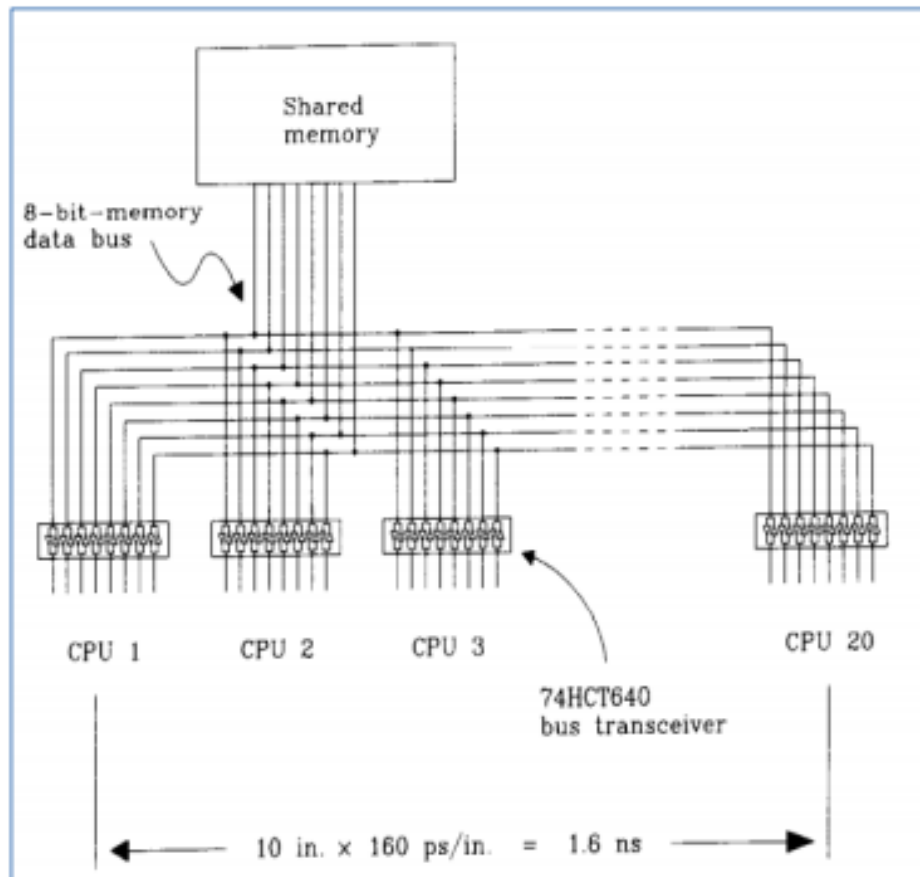 Shared
memory
8-bit-memory
data bus
CPU 1
CPU 2
CPU 3
CPU 20
74HCT640
bus transceiver
10 in. × 160 ps/in. = 1.6 ns